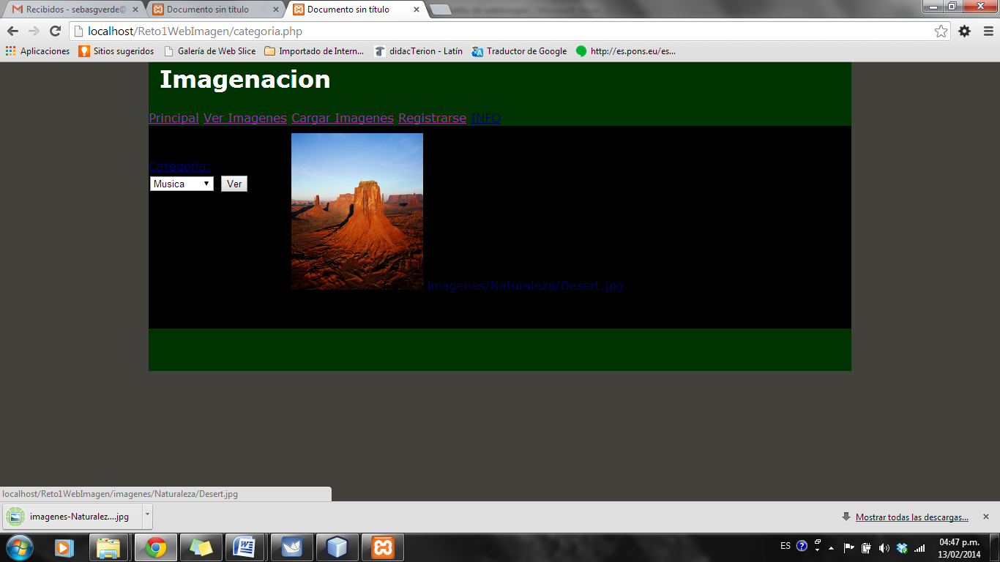 Recibidos - sebasgverde@
Documento sin título
Documento sin título
localhost/Reto1WebImagen/categoria.php
Aplicaciones
Sitios sugeridos
Galería de Web Slice
Importado de Intern...
didacTerion - Latín
Traductor de Google
http://es.pons.eu/es...
Imagenacion
Principal Ver Imagenes Cargar Imagenes Registrarse INFO
Categoría:
Musica
Ver
imagenes/Naturaleza/Desert.jpg
localhost/Reto1WebImagen/imagenes/Naturaleza/Desert.jpg
imagenes-Naturalez....jpg
Mostrar todas las descargas...
ES
04:47 p.m.
13/02/2014